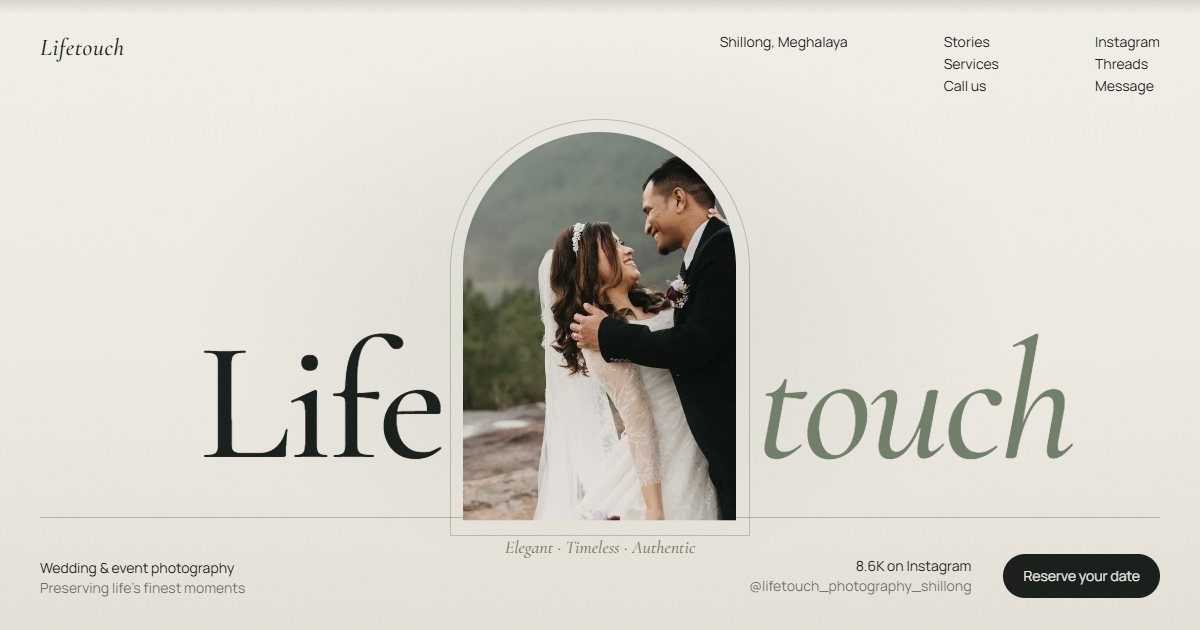 Lifetouch
Shillong, Meghalaya
Stories
Services
Call us
Instagram
Threads
Message
Life touch
Elegant · Timeless · Authentic
Wedding & event photography
Preserving life's finest moments
8.6K on Instagram
@lifetouch_photography_shillong
Reserve your date